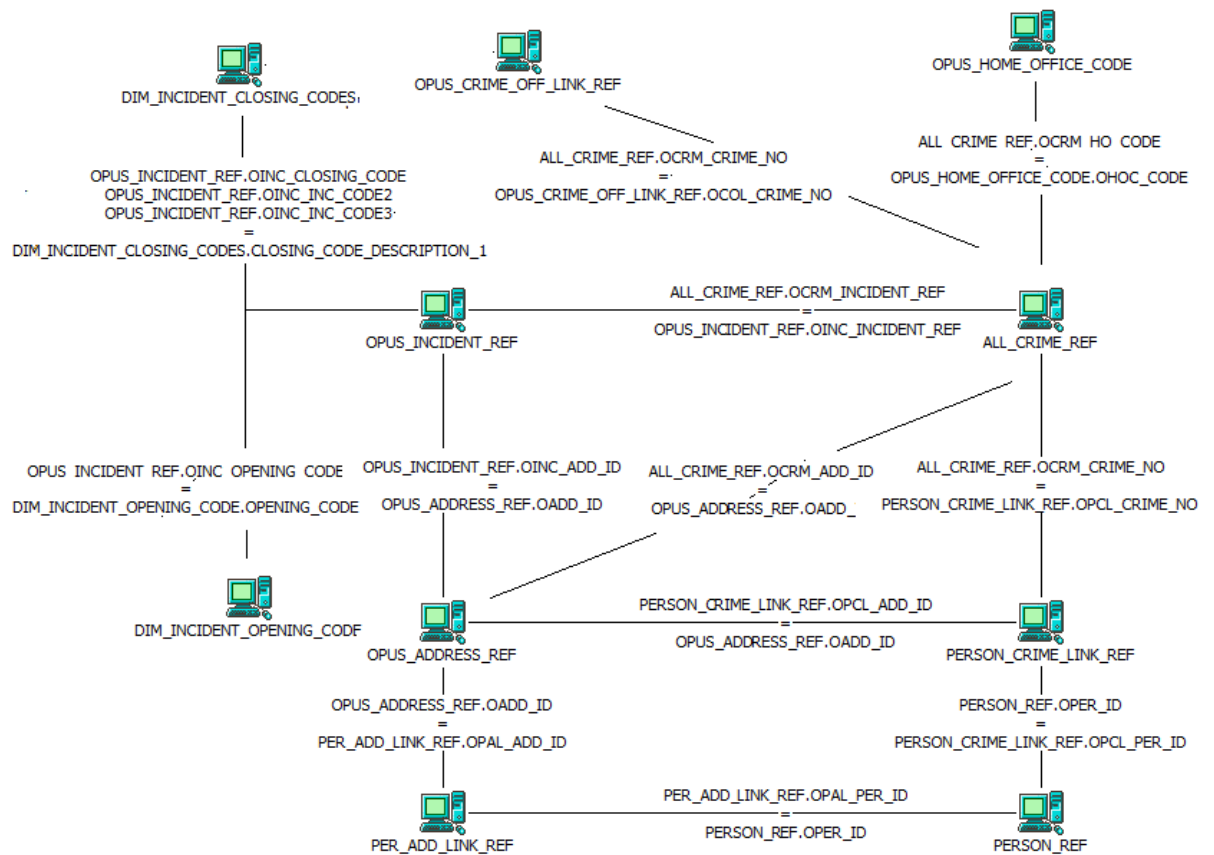 OPUS_HOME_OFFICE_CODE
OPUS_CRIME_OFF_LINK_REF
DIM_INCIDENT_CLOSING_CODES
ALL_CRIME_REF.OCRM_HO_CODE
=
OPUS_HOME_OFFICE_CODE.OHOC_CODE
ALL_CRIME_REF.OCRM_CRIME_NO
=
OPUS_CRIME_OFF_LINK_REF.OCOL_CRIME_NO
OPUS_INCIDENT_REF.OINC_CLOSING_CODE
OPUS_INCIDENT_REF.OINC_INC_CODE2
OPUS_INCIDENT_REF.OINC_INC_CODE3
=
DIM_INCIDENT_CLOSING_CODES.CLOSING_CODE_DESCRIPTION_1
ALL_CRIME_REF.OCRM_INCIDENT_REF
=
OPUS_INCIDENT_REF.OINC_INCIDENT_REF
OPUS_INCIDENT_REF
ALL_CRIME_REF
OPUS_INCIDENT_REF.OINC_OPENING_CODE
=
DIM_INCIDENT_OPENING_CODE.OPENING_CODE
OPUS_INCIDENT_REF.OINC_ADD_ID
=
OPUS_ADDRESS_REF.OADD_ID
ALL_CRIME_REF.OCRM_ADD_ID
=
OPUS_ADDRESS_REF.OADD_
ALL_CRIME_REF.OCRM_CRIME_NO
=
PERSON_CRIME_LINK_REF.OPCL_CRIME_NO
DIM_INCIDENT_OPENING_CODE
PERSON_CRIME_LINK_REF.OPCL_ADD_ID
=
OPUS_ADDRESS_REF.OADD_ID
OPUS_ADDRESS_REF
PERSON_CRIME_LINK_REF
OPUS_ADDRESS_REF.OADD_ID
=
PER_ADD_LINK_REF.OPAL_ADD_ID
PERSON_REF.OPER_ID
=
PERSON_CRIME_LINK_REF.OPCL_PER_ID
PER_ADD_LINK_REF.OPAL_PER_ID
=
PERSON_REF.OPER_ID
PER_ADD_LINK_REF
PERSON_REF